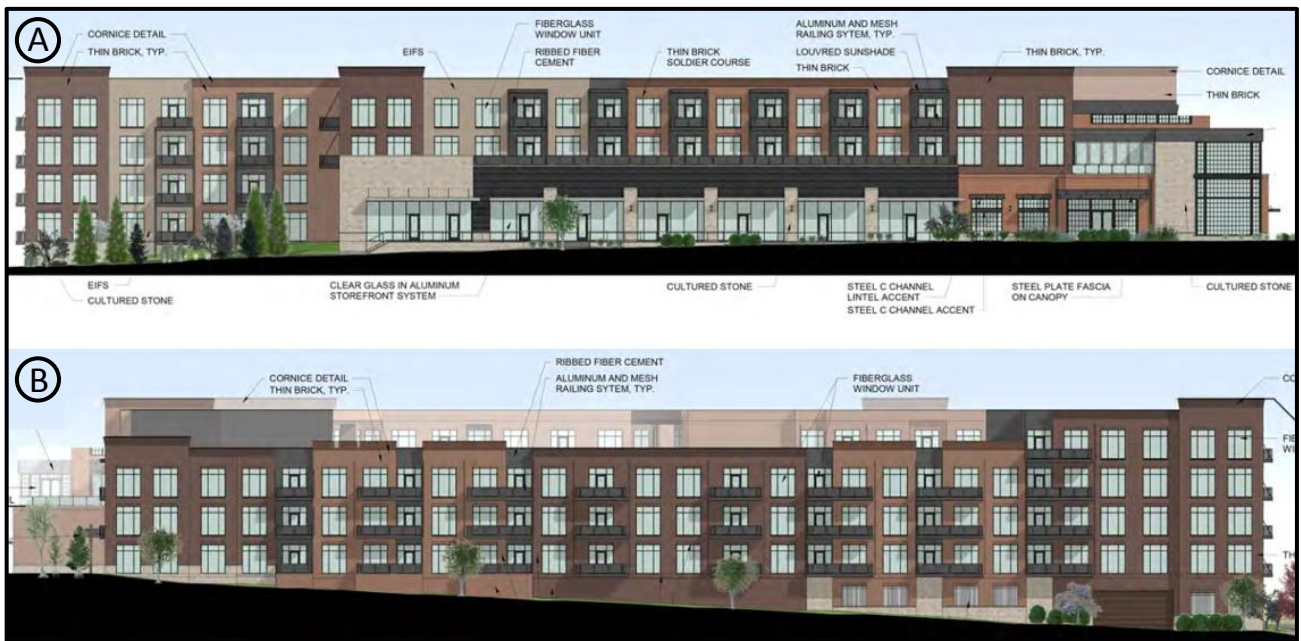 A
CORNICE DETAIL
THIN BRICK, TYP.
EIFS
FIBERGLASS
WINDOW UNIT
RIBBED FIBER
CEMENT
THIN BRICK
SOLDIER COURSE
ALUMINUM AND MESH
RAILING SYTEM, TYP.
LOUVRED SUNSHADE
THIN BRICK
THIN BRICK, TYP.
CORNICE DETAIL
THIN BRICK
EIFS
CULTURED STONE
CLEAR GLASS IN ALUMINUM
STOREFRONT SYSTEM
CULTURED STONE
STEEL C CHANNEL
LINTEL ACCENT
STEEL C CHANNEL ACCENT
STEEL PLATE FASCIA
ON CANOPY
CULTURED STONE
B
CORNICE DETAIL
THIN BRICK, TYP.
RIBBED FIBER CEMENT
ALUMINUM AND MESH
RAILING SYTEM, TYP.
FIBERGLASS
WINDOW UNIT